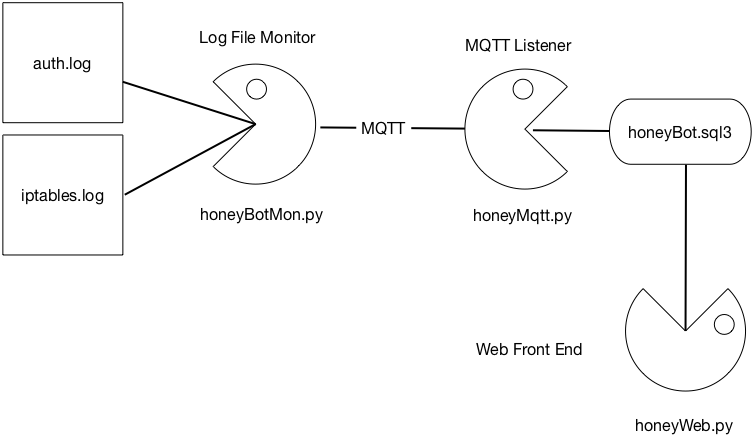 auth.log
Log File Monitor
MQTT Listener
MQTT
honeyBot.sql3
iptables.log
honeyBotMon.py
honeyMqtt.py
Web Front End
honeyWeb.py